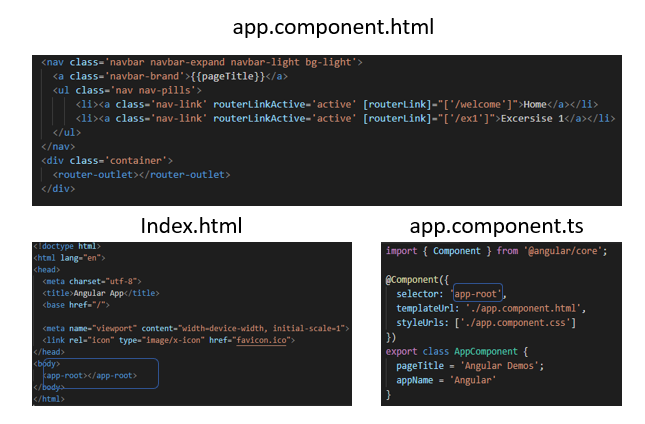 app.component.html
<nav class='navbar navbar-expand navbar-light bg-light'>
<a class='navbar-brand'>{{pageTitle}}</a>
<ul class='nav nav-pills'>
<li><a class='nav-link' routerLinkActive='active' [routerLink]="['/welcome']">Home</a></li>
<li><a class='nav-link' routerLinkActive='active' [routerLink]="['/ex1']">Excersise 1</a></li>
</ul>
</nav>
<div class='container'>
<router-outlet></router-outlet>
</div>
Index.html
<!doctype html>
<html lang="en">
<head>
<meta charset="utf-8">
<title>Angular App</title>
<base href="/">
<meta name="viewport" content="width=device-width, initial-scale=1">
<link rel="icon" type="image/x-icon" href="favicon.ico">
</head>
<body>
<app-root></app-root>
</body>
</html>
app.component.ts
import { Component } from '@angular/core';
@Component({
selector: 'app-root',
templateUrl: './app.component.html',
styleUrls: ['./app.component.css']
})
export class AppComponent {
pageTitle = 'Angular Demos';
appName = 'Angular'
}